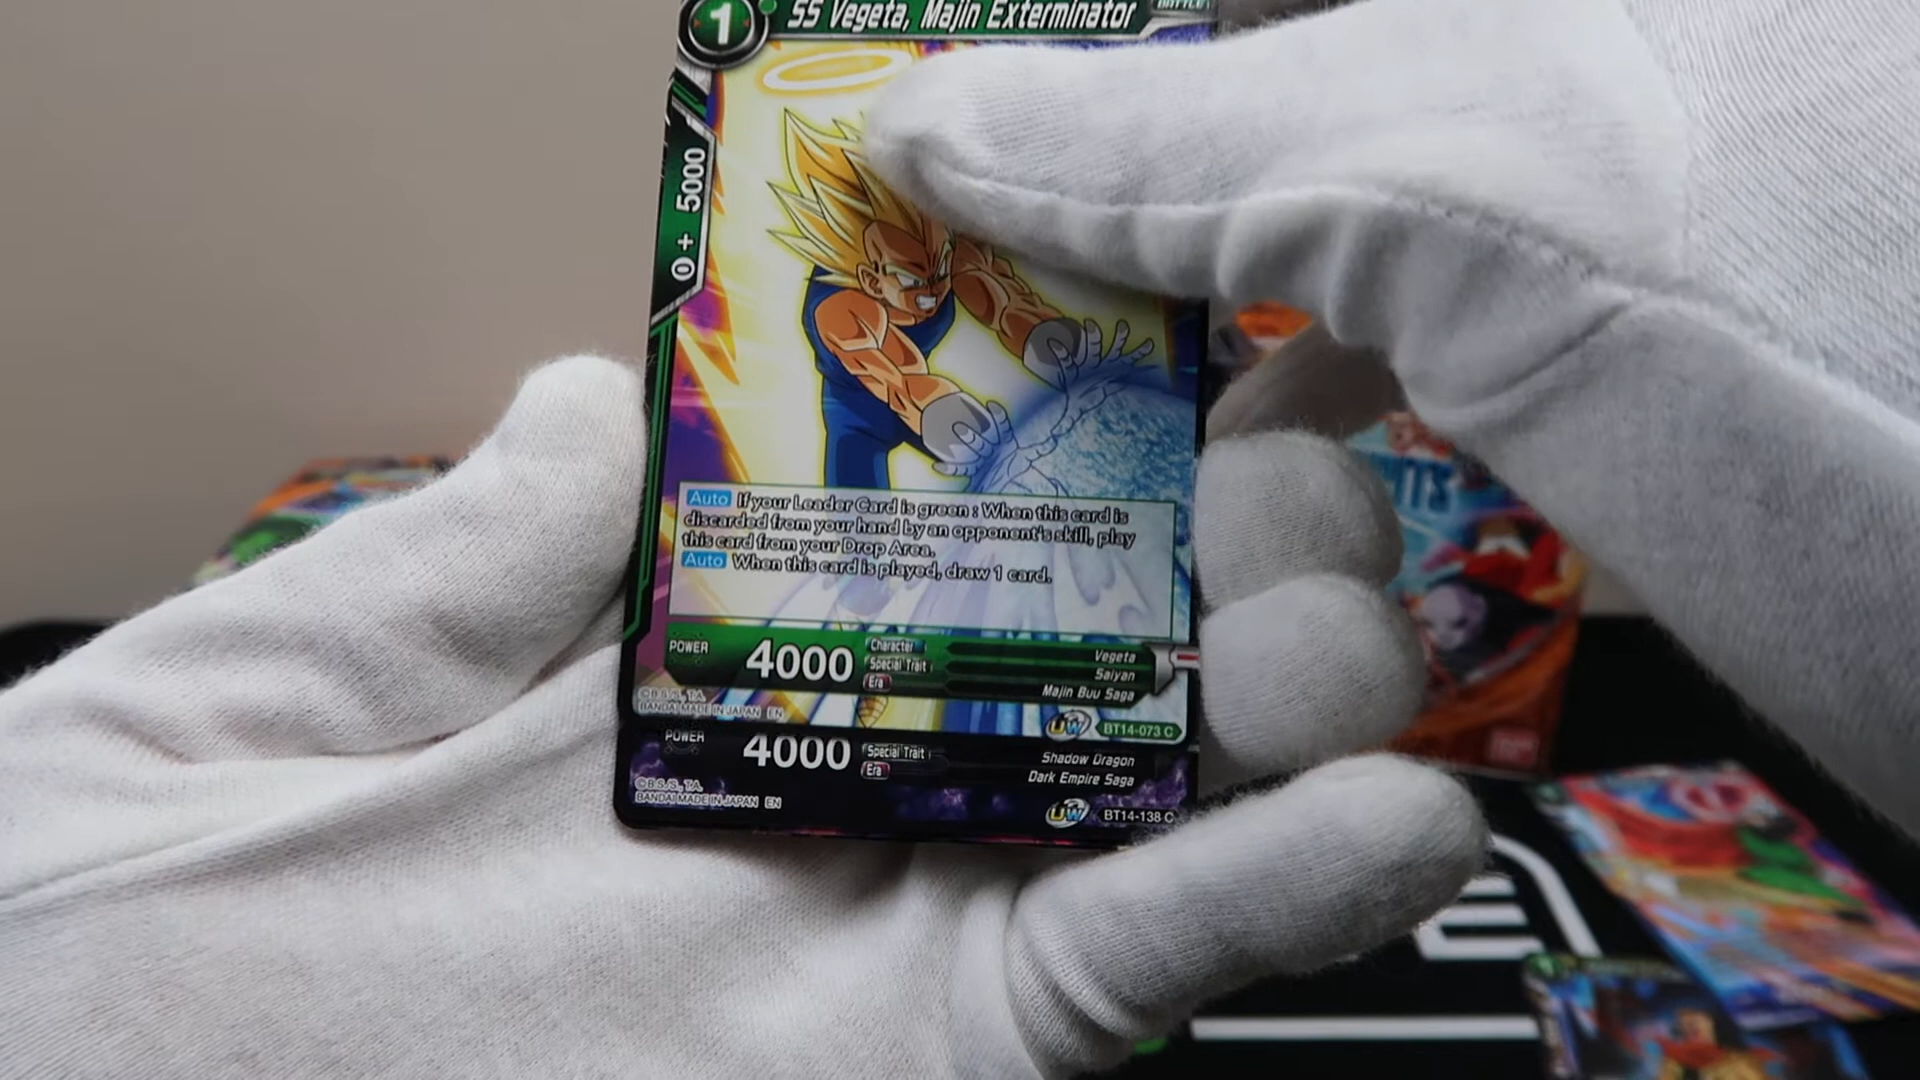 1
SS Vegeta, Majin Exterminator
BATTLE
0 + 5000
Auto If your Leader Card is green : When this card is
discarded from your hand by an opponent's skill, play
this card from your Drop Area.
Auto When this card is played, draw 1 card.
POWER 4000
Character Vegeta
Special Trait Saiyan
Era Majin Buu Saga
©B.S./S., T.A.
BANDAI MADE IN JAPAN EN
UW BT14-073 C
POWER 4000
Special Trait Shadow Dragon
Era Dark Empire Saga
©B.S./S., T.A.
BANDAI MADE IN JAPAN EN
UW BT14-138 C